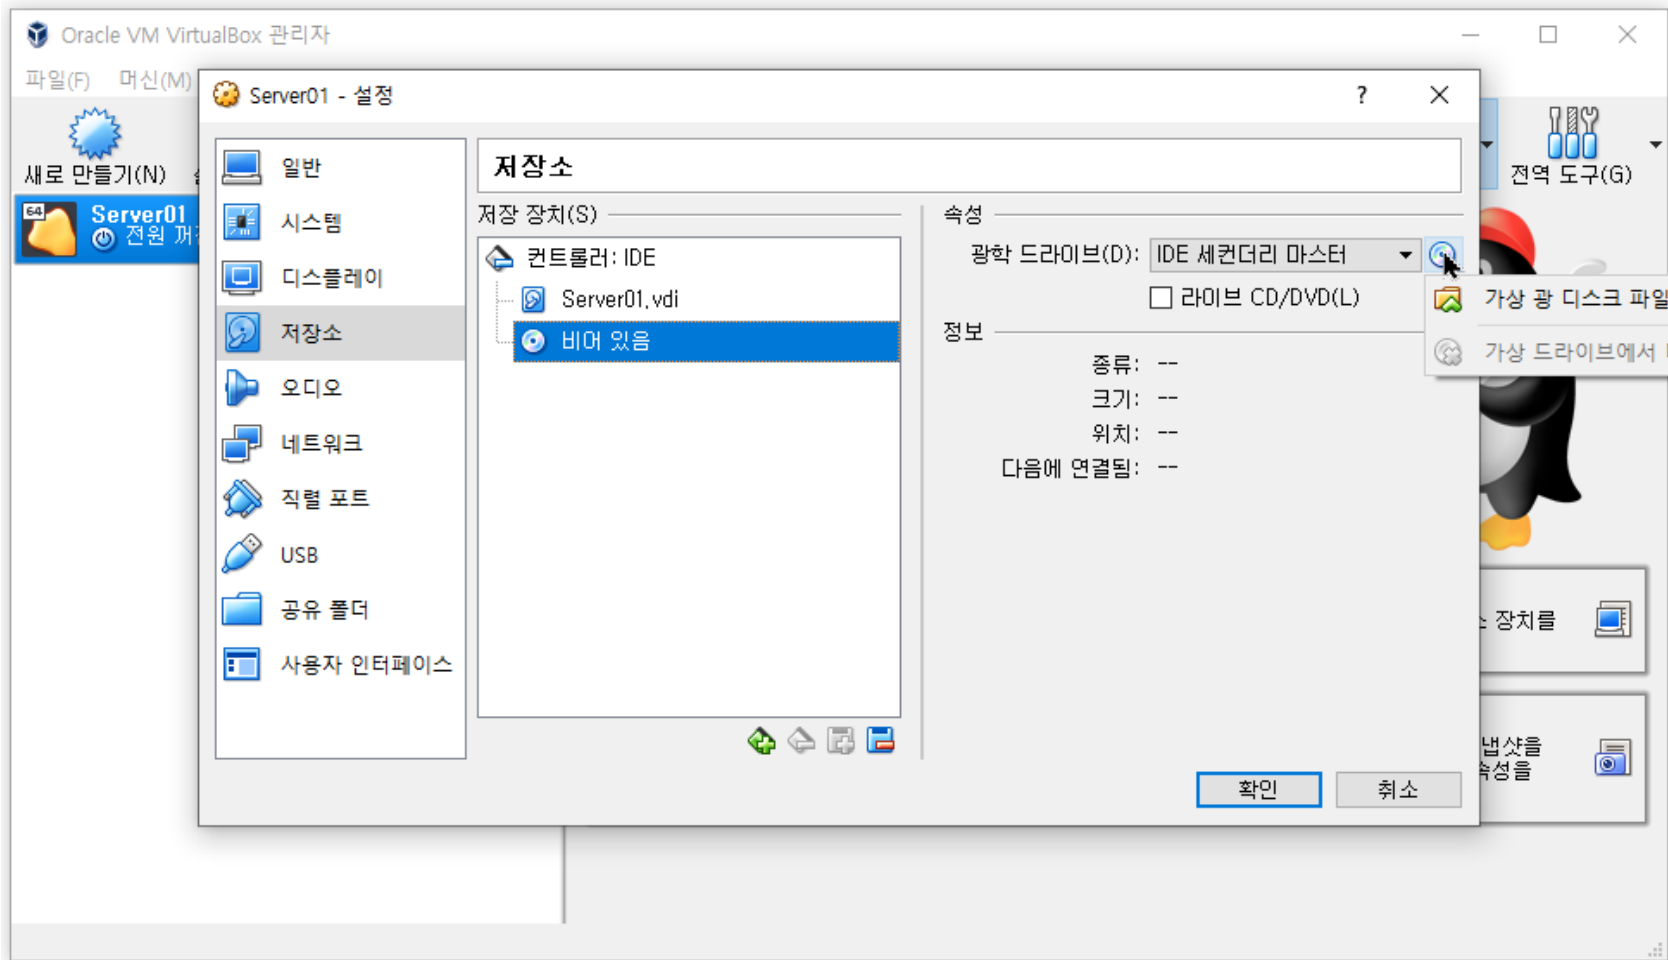 Oracle VM VirtualBox 관리자
파일(F) 머신(M)
새로 만들기(N)
전역 도구(G)
64
Server01
전원
Server01 - 설정
?
일반
시스템
디스플레이
저장소
오디오
네트워크
직렬 포트
USB
공유 폴더
사용자 인터페이스
저장소
저장 장치(S)
컨트롤러: IDE
Server01.vdi
비어 있음
속성
광학 드라이브(D): IDE 세컨더리 마스터
라이브 CD/DVD(L)
정보
종류: --
크기: --
위치: --
다음에 연결됨: --
가상 광 디스크 파일
가상 드라이브에서
장치를
냅샷을
속성을
확인
취소